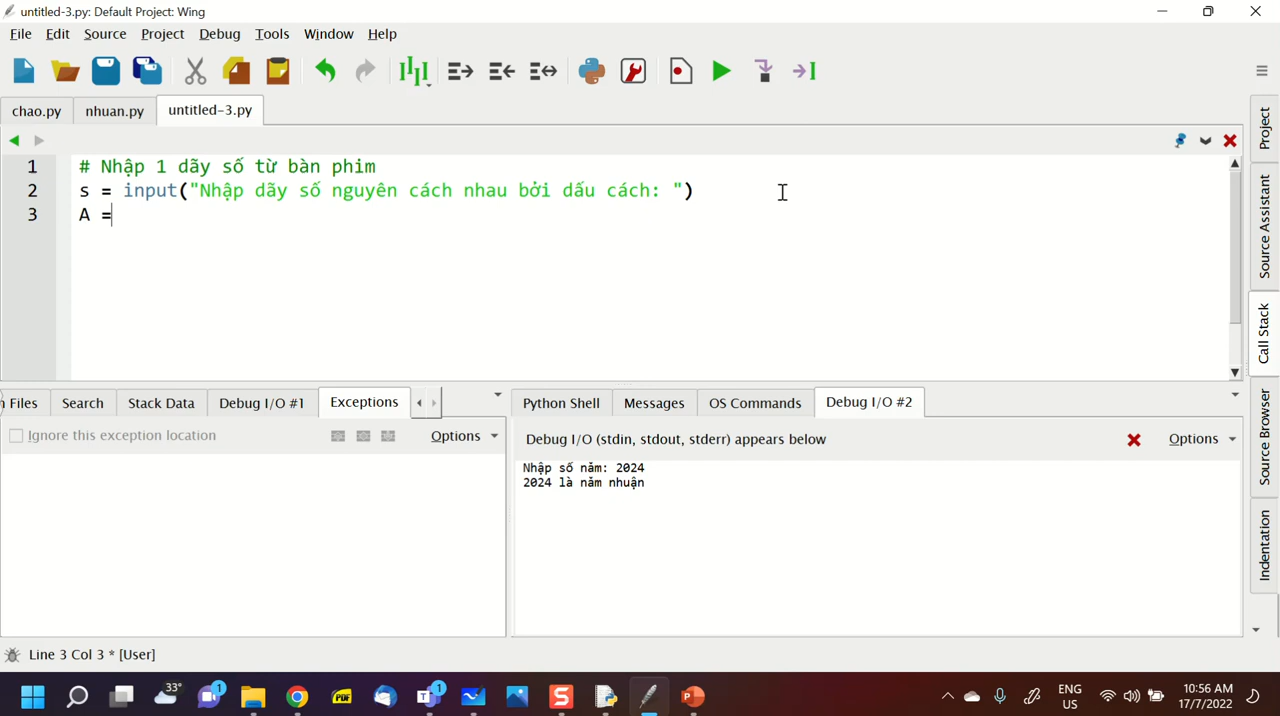 untitled-3.py: Default Project: Wing
File Edit Source Project Debug Tools Window Help
chao.py nhuan.py untitled-3.py
1 # Nhập 1 dãy số từ bàn phim
2 s = input("Nhập dãy số nguyên cách nhau bởi dấu cách: ")
3 A =
Project
Source Assistant
Call Stack
Source Browser
Indentation
n Files Search Stack Data Debug I/O #1 Exceptions
Ignore this exception location Options
Python Shell Messages OS Commands Debug I/O #2
Debug I/O (stdin, stdout, stderr) appears below Options
Nhập số năm: 2024
2024 là năm nhuận
Line 3 Col 3 * [User]
33° 1 PDF 1 S
ENG
US
10:56 AM
17/7/2022